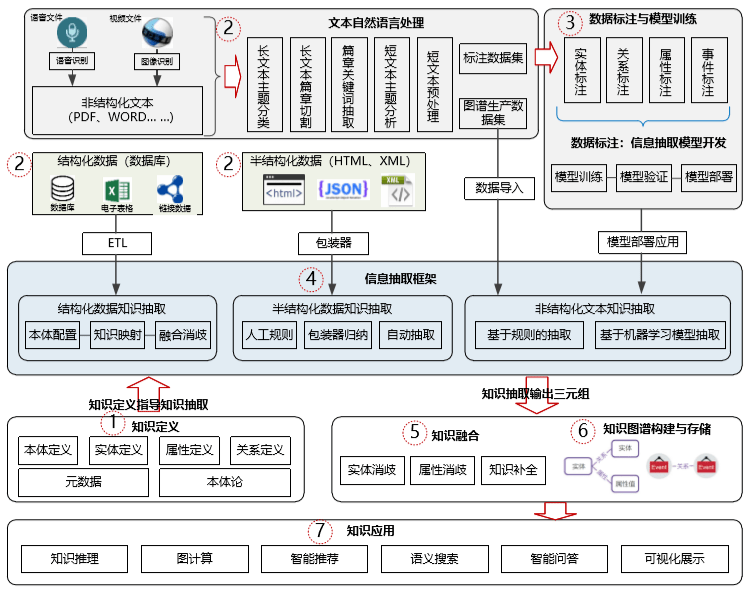 语音文件
视频文件
语音识别
图像识别
非结构化文本
（PDF、WORD... ...）
②
文本自然语言处理
长文本主题分类
长文本篇章切割
篇章关键词抽取
短文本主题分析
短文本预处理
标注数据集
图谱生产数据集
③
数据标注与模型训练
实体标注
关系标注
属性标注
事件标注
数据标注：信息抽取模型开发
模型训练
模型验证
模型部署
②
结构化数据（数据库）
数据库
电子表格
链接数据
②
半结构化数据（HTML、XML）
<html>
{JSON}
XML
</>
数据导入
ETL
包装器
模型部署应用
④
信息抽取框架
结构化数据知识抽取
本体配置
知识映射
融合消歧
半结构化数据知识抽取
人工规则
包装器归纳
自动抽取
非结构化文本知识抽取
基于规则的抽取
基于机器学习模型抽取
知识定义指导知识抽取
知识抽取输出三元组
①
知识定义
本体定义
实体定义
属性定义
关系定义
元数据
本体论
⑤
知识融合
实体消歧
属性消歧
知识补全
⑥
知识图谱构建与存储
实体
关系
实体
属性
属性值
Event
关系
Event
⑦
知识应用
知识推理
图计算
智能推荐
语义搜索
智能问答
可视化展示